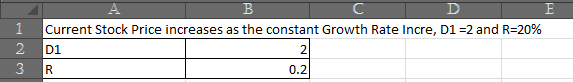 A B C D E
1 Current Stock Price increases as the constant Growth Rate Incre, D1 =2 and R=20%
2 D1 2
3 R 0.2